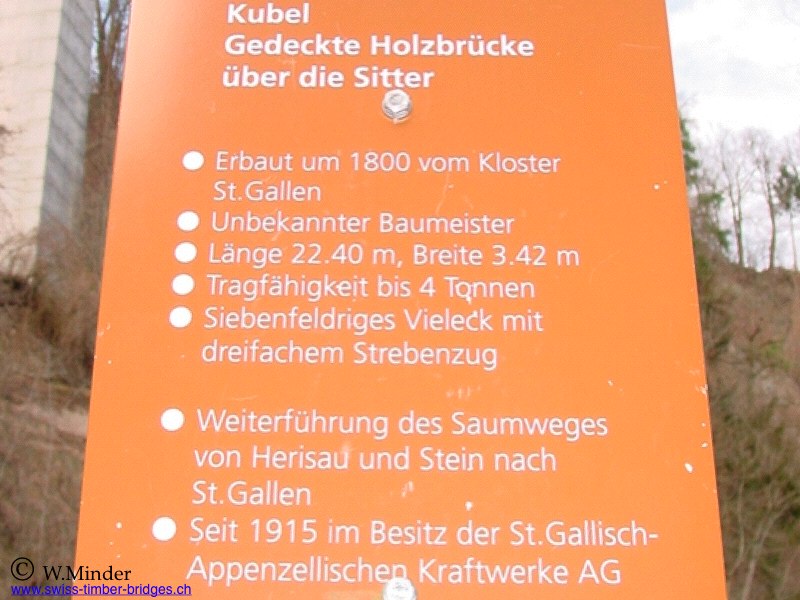 Kubel
Gedeckte Holzbrücke
über die Sitter
Erbaut um 1800 vom Kloster
St.Gallen
Unbekannter Baumeister
Länge 22.40 m, Breite 3.42 m
Tragfähigkeit bis 4 Tonnen
Siebenfeldriges Vieleck mit
dreifachem Strebenzug
Weiterführung des Saumweges
von Herisau und Stein nach
St.Gallen
Seit 1915 im Besitz der St.Gallisch-
Appenzellischen Kraftwerke AG
© W.Minder
www.swiss-timber-bridges.ch